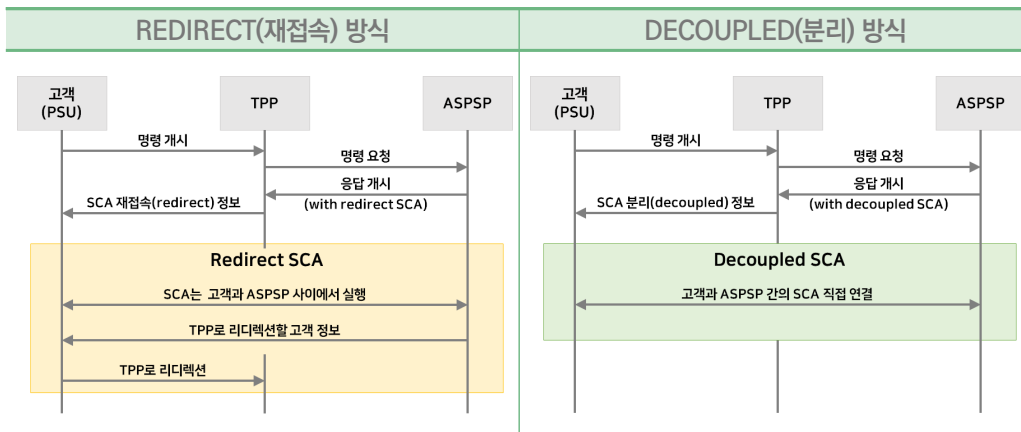 REDIRECT(재접속) 방식
고객
(PSU)
TPP
ASPSP
명령 개시
명령 요청
응답 개시
(with redirect SCA)
SCA 재접속(redirect) 정보
Redirect SCA
SCA는 고객과 ASPSP 사이에서 실행
TPP로 리디렉션할 고객 정보
TPP로 리디렉션
DECOUPLED(분리) 방식
고객
(PSU)
TPP
ASPSP
명령 개시
명령 요청
응답 개시
(with decoupled SCA)
SCA 분리(decoupled) 정보
Decoupled SCA
고객과 ASPSP 간의 SCA 직접 연결